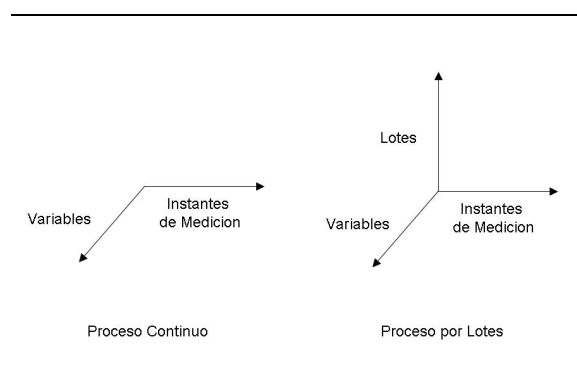 Lotes
Variables
Instantes
de Medicion
Variables
Instantes
de Medicion
Proceso Continuo
Proceso por Lotes